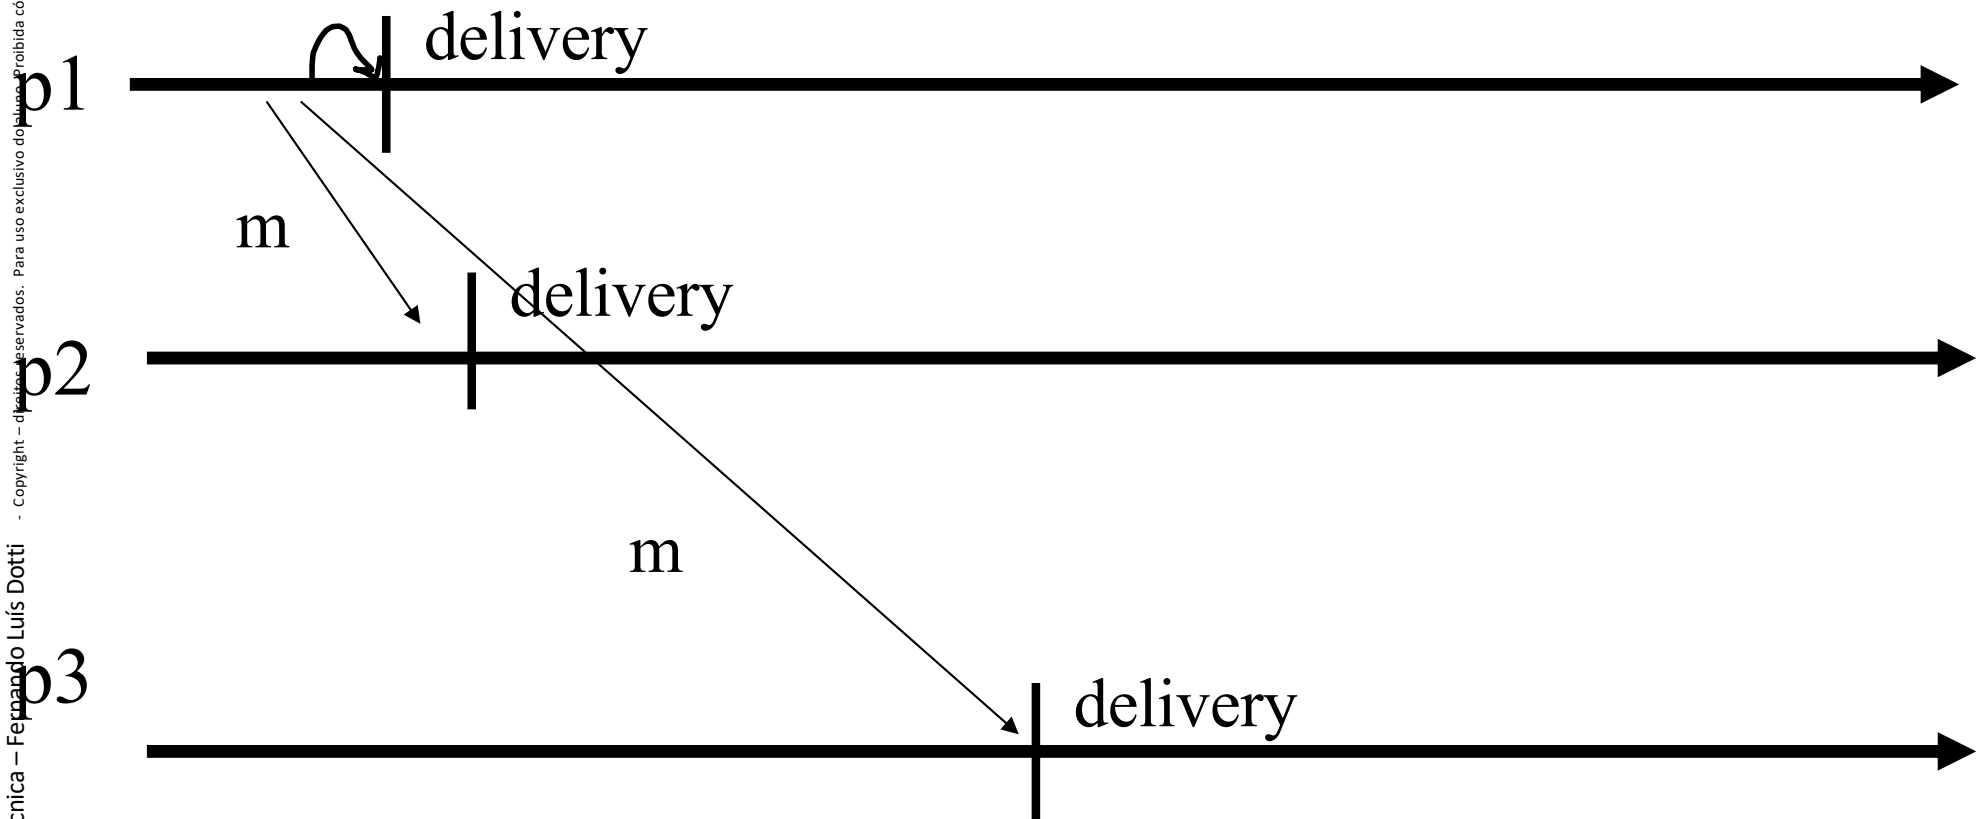 delivery
p1
m
delivery
p2
m
p3
delivery
cnica – Fernando Luís Dotti - Copyright – direitos reservados. Para uso exclusivo do aluno. Proibida có